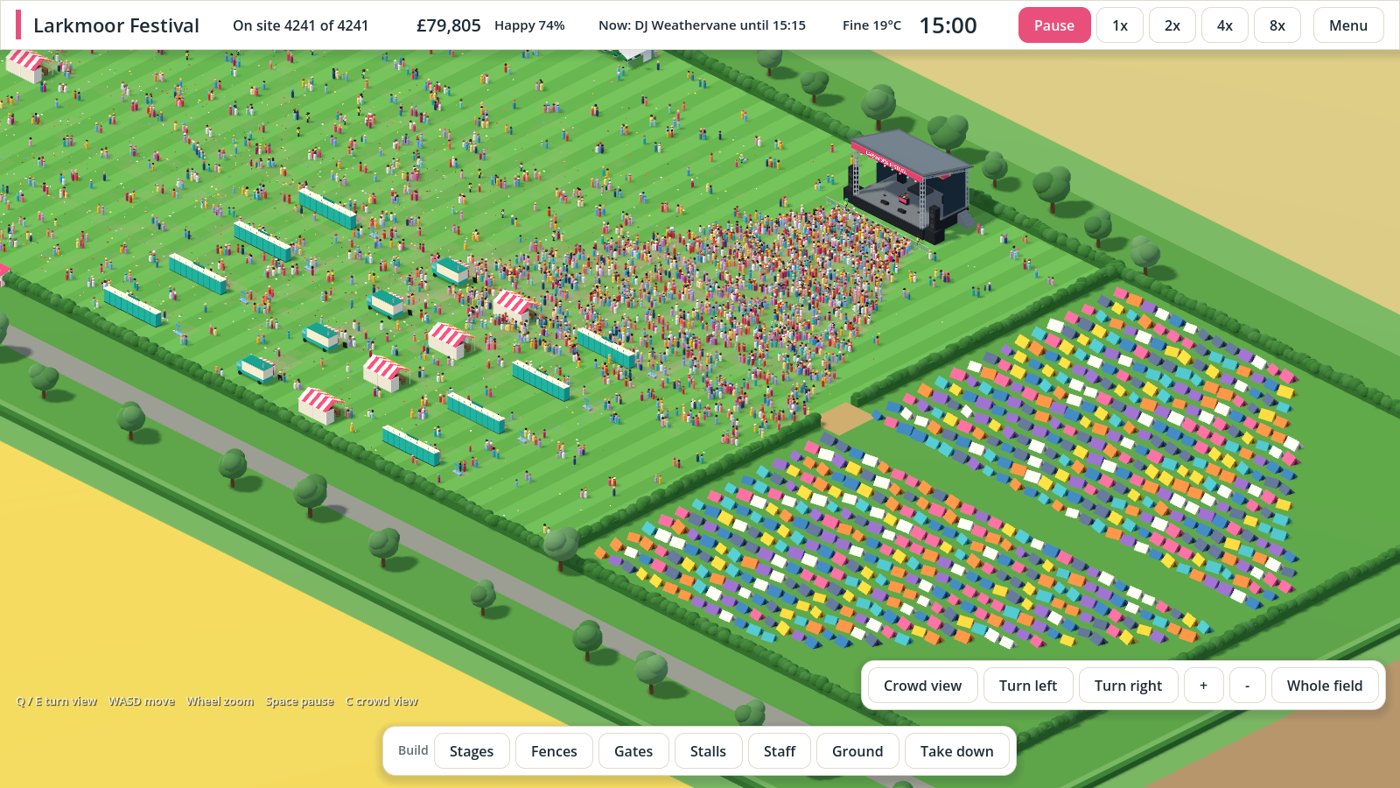 Larkmoor Festival On site 4241 of 4241 £79,805 Happy 74% Now: DJ Weathervane until 15:15 Fine 19°C 15:00 Pause 1x 2x 4x 8x Menu
Crowd view Turn left Turn right + - Whole field
Q / E turn view WASD move Wheel zoom Space pause C crowd view
Build Stages Fences Gates Stalls Staff Ground Take down